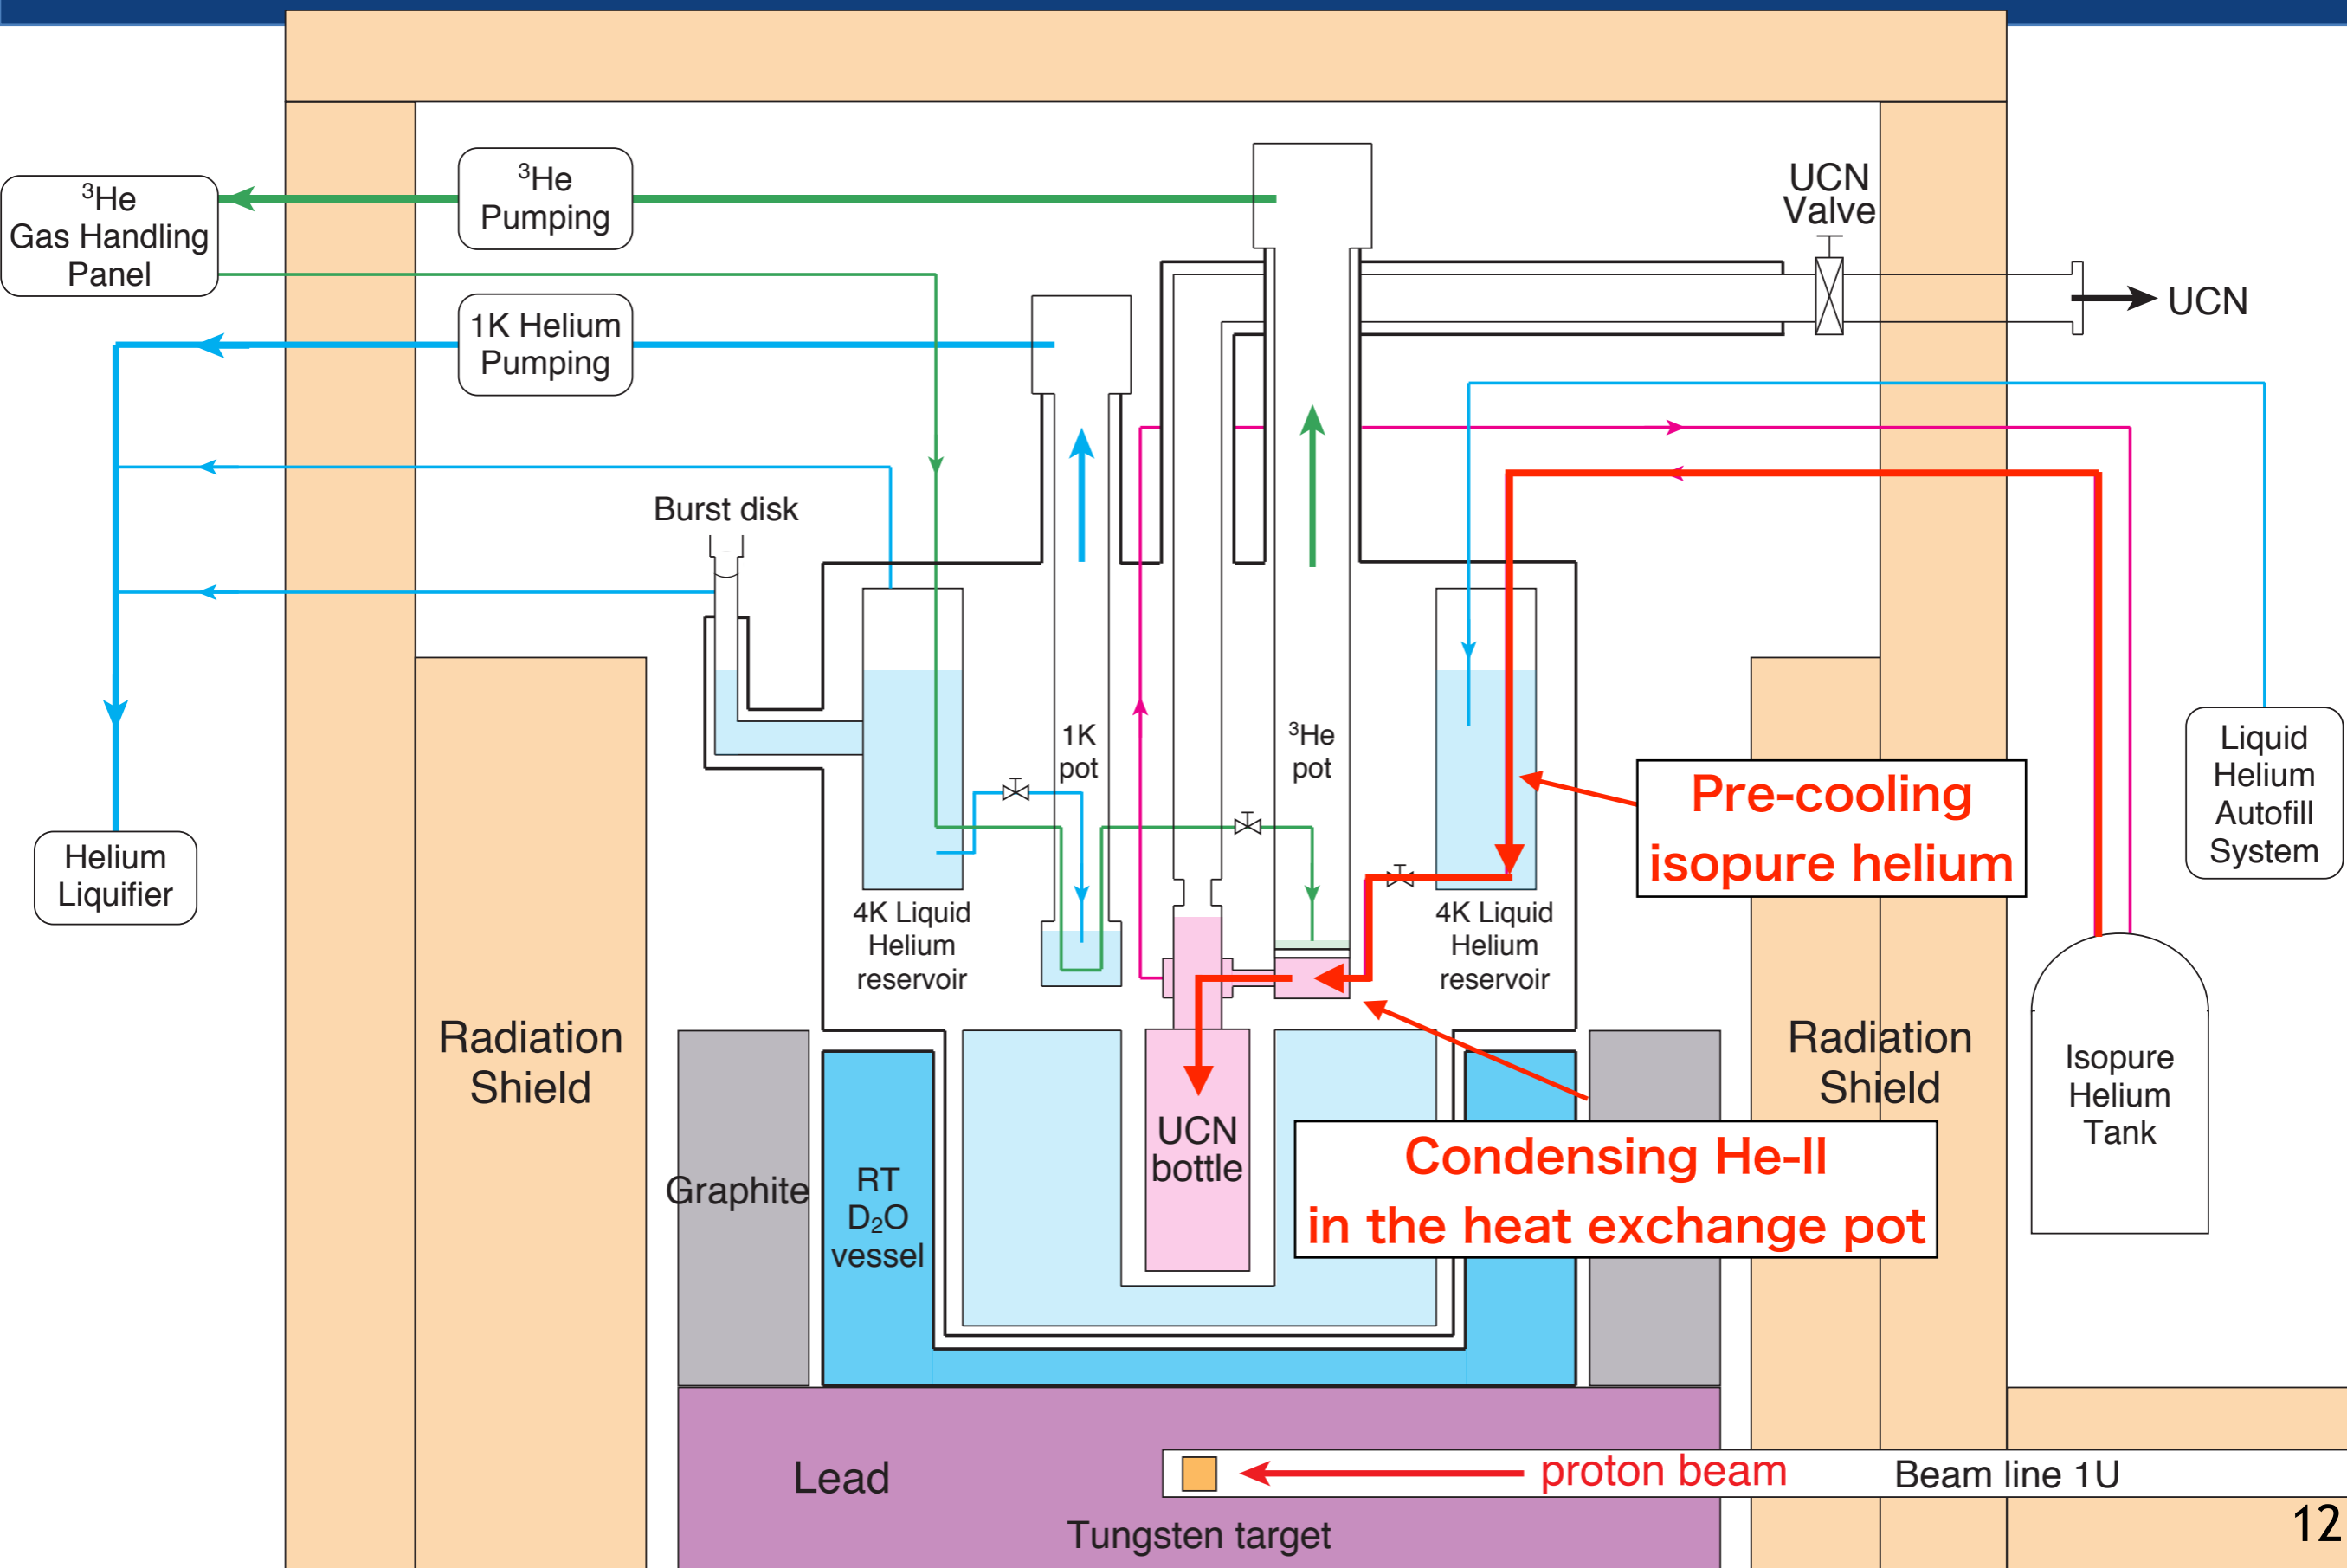 ³He
Gas Handling
Panel
³He
Pumping
1K Helium
Pumping
UCN
Valve
UCN
Burst disk
1K
pot
³He
pot
Helium
Liquifier
4K Liquid
Helium
reservoir
4K Liquid
Helium
reservoir
Pre-cooling
isopure helium
Liquid
Helium
Autofill
System
Radiation
Shield
Graphite
RT
D₂O
vessel
UCN
bottle
Condensing He-II
in the heat exchange pot
Radiation
Shield
Isopure
Helium
Tank
Lead
proton beam
Beam line 1U
Tungsten target
12